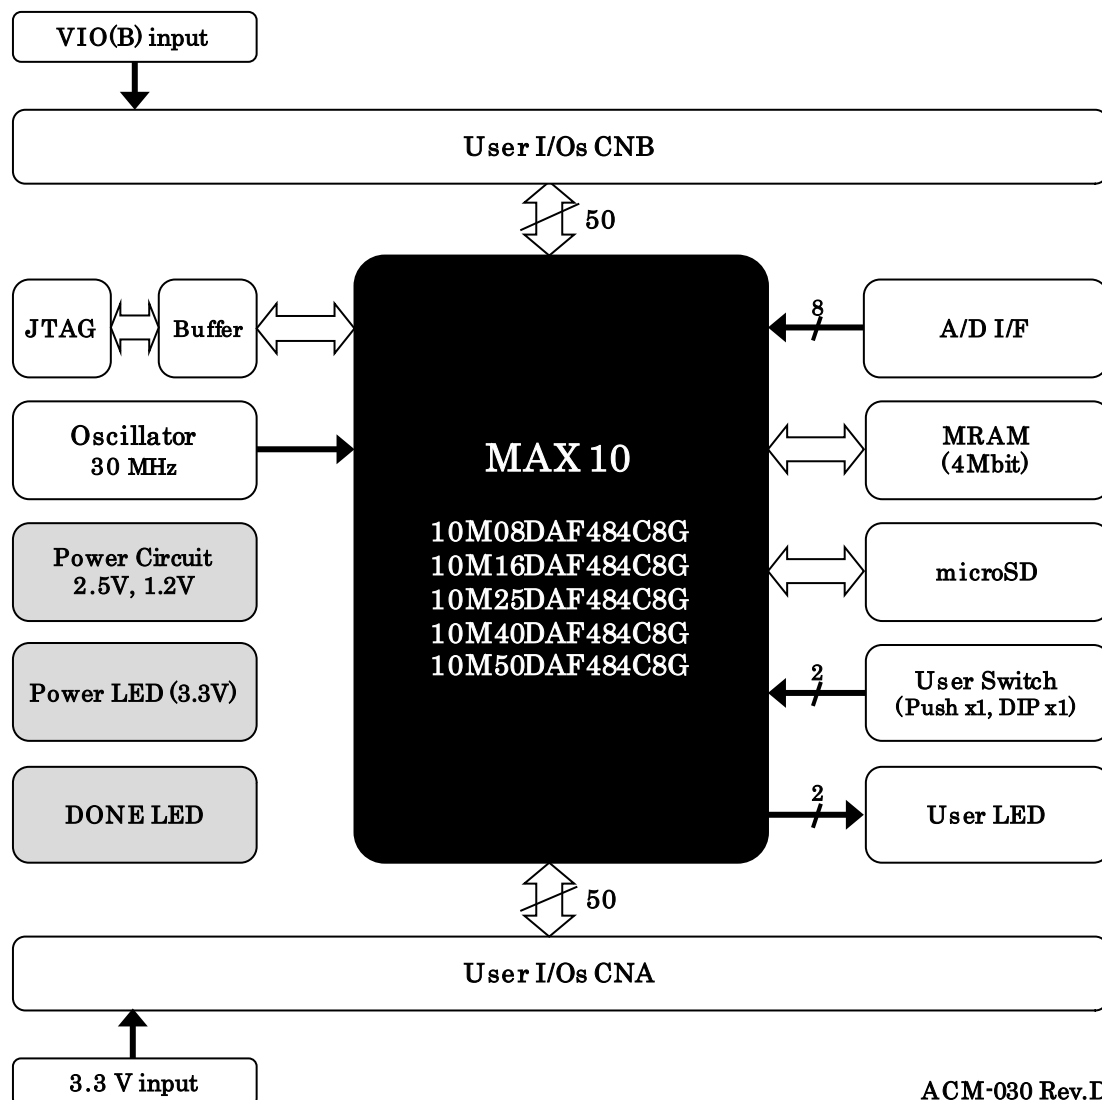 VIO(B) input
User I/Os CNB
50
JTAG
Buffer
8
A/D I/F
Oscillator
30 MHz
MRAM
(4Mbit)
MAX 10
10M08DAF484C8G
10M16DAF484C8G
10M25DAF484C8G
10M40DAF484C8G
10M50DAF484C8G
Power Circuit
2.5V, 1.2V
microSD
Power LED (3.3V)
2
User Switch
(Push x1, DIP x1)
DONE LED
2
User LED
50
User I/Os CNA
3.3 V input
ACM-030 Rev.D